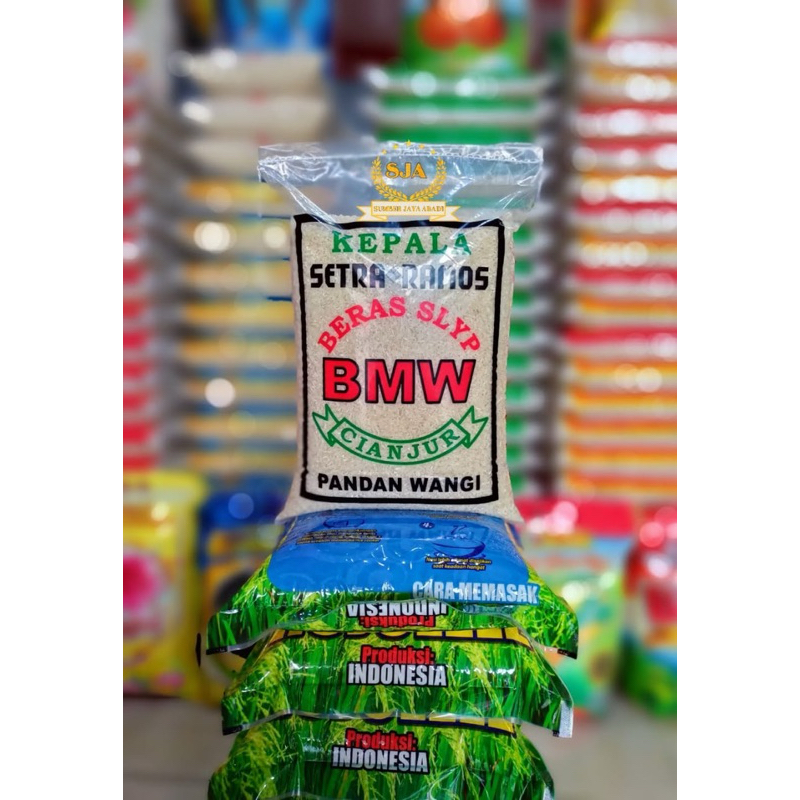 SJA
SUMBER JAYA ABADI
KEPALA
SETRA RAMOS
BERAS SLYP
BMW
CIANJUR
PANDAN WANGI
CARA MEMASAK
Produksi:
INDONESIA
Produksi:
INDONESIA
Produksi:
INDONESIA